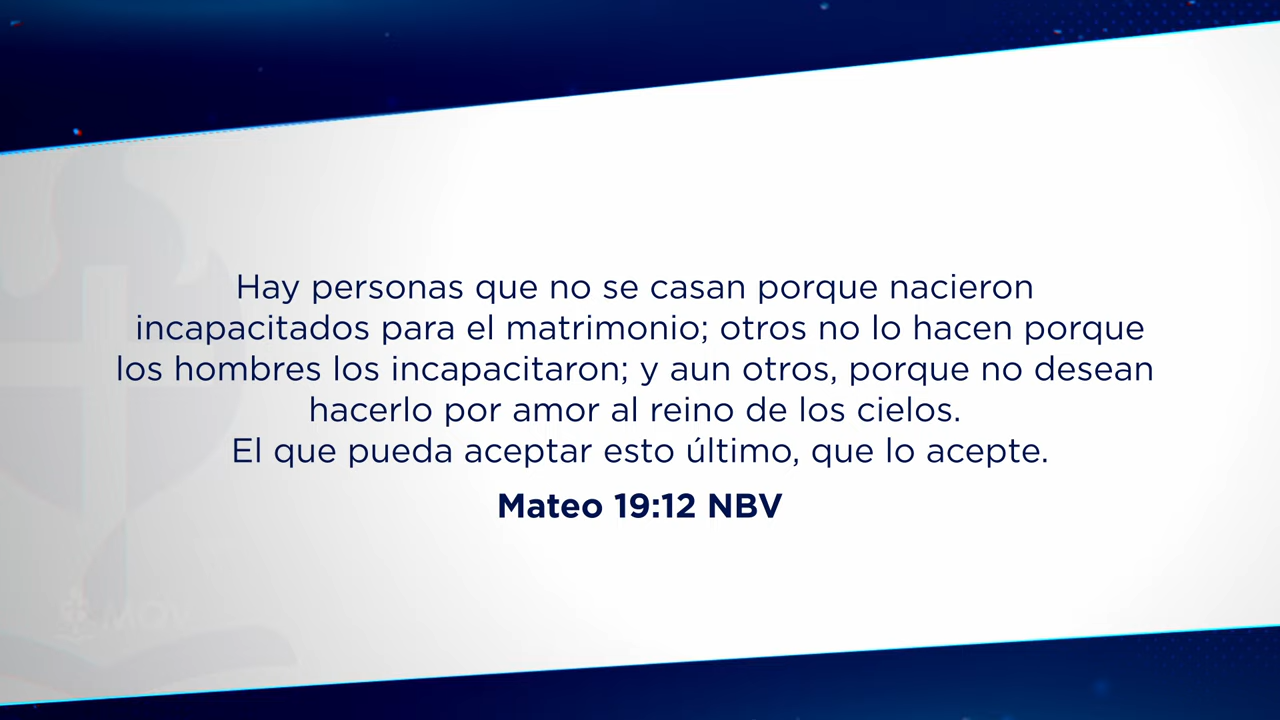 Hay personas que no se casan porque nacieron
incapacitados para el matrimonio; otros no lo hacen porque
los hombres los incapacitaron; y aun otros, porque no desean
hacerlo por amor al reino de los cielos.
El que pueda aceptar esto último, que lo acepte.
Mateo 19:12 NBV